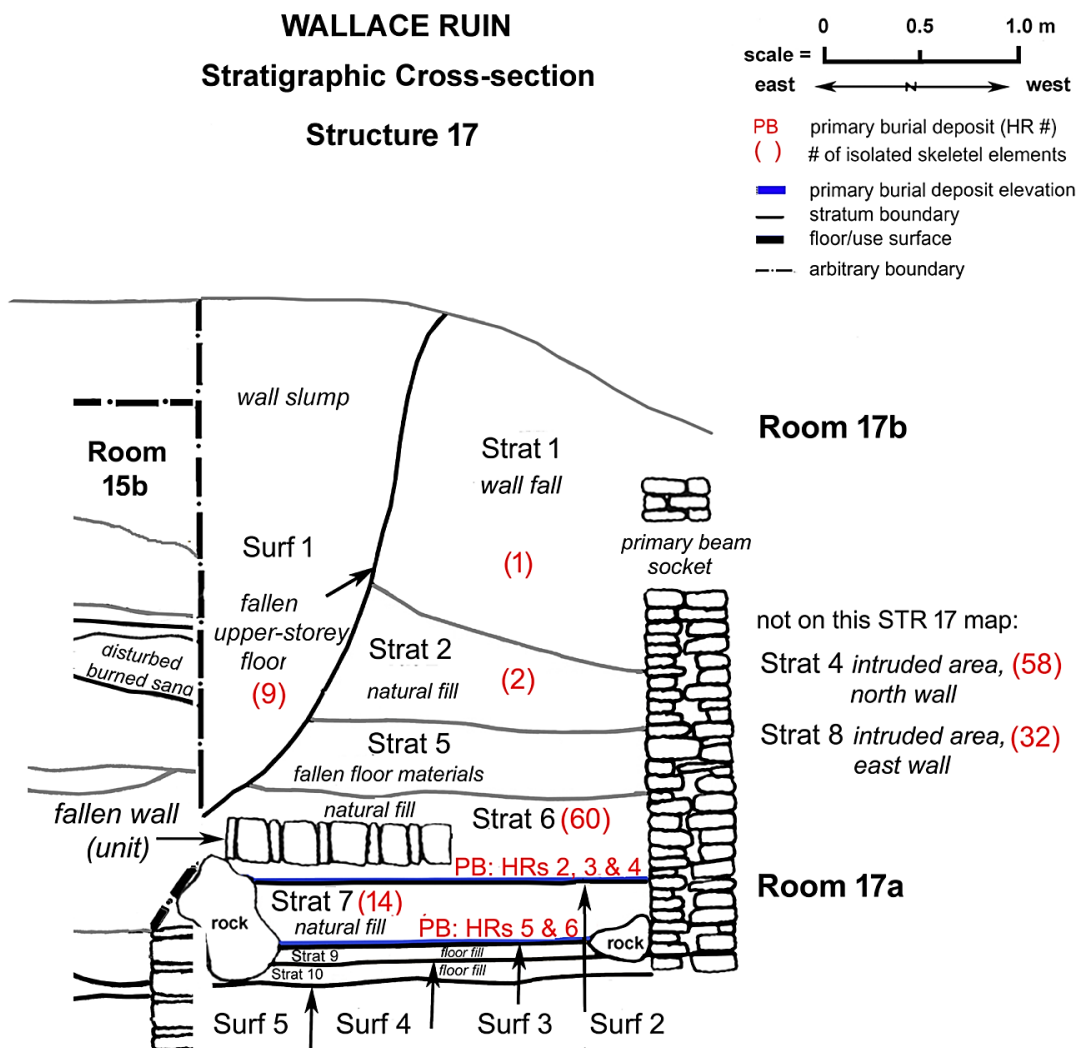 WALLACE RUIN
Stratigraphic Cross-section
Structure 17
0 0.5 1.0 m
scale =
east N west
PB primary burial deposit (HR #)
( ) # of isolated skeletel elements
primary burial deposit elevation
stratum boundary
floor/use surface
arbitrary boundary
wall slump
Room 17b
Room
15b
Strat 1
wall fall
primary beam
socket
Surf 1
(1)
fallen
upper-storey
floor
(9)
disturbed
burned sand
Strat 2
natural fill
(2)
not on this STR 17 map:
Strat 4 intruded area, (58)
north wall
Strat 8 intruded area, (32)
east wall
Strat 5
fallen floor materials
natural fill
Strat 6 (60)
fallen wall
(unit)
PB: HRs 2, 3 & 4
Room 17a
Strat 7 (14)
natural fill
PB: HRs 5 & 6
rock
rock
Strat 9 floor fill
Strat 10 floor fill
Surf 5 Surf 4 Surf 3 Surf 2